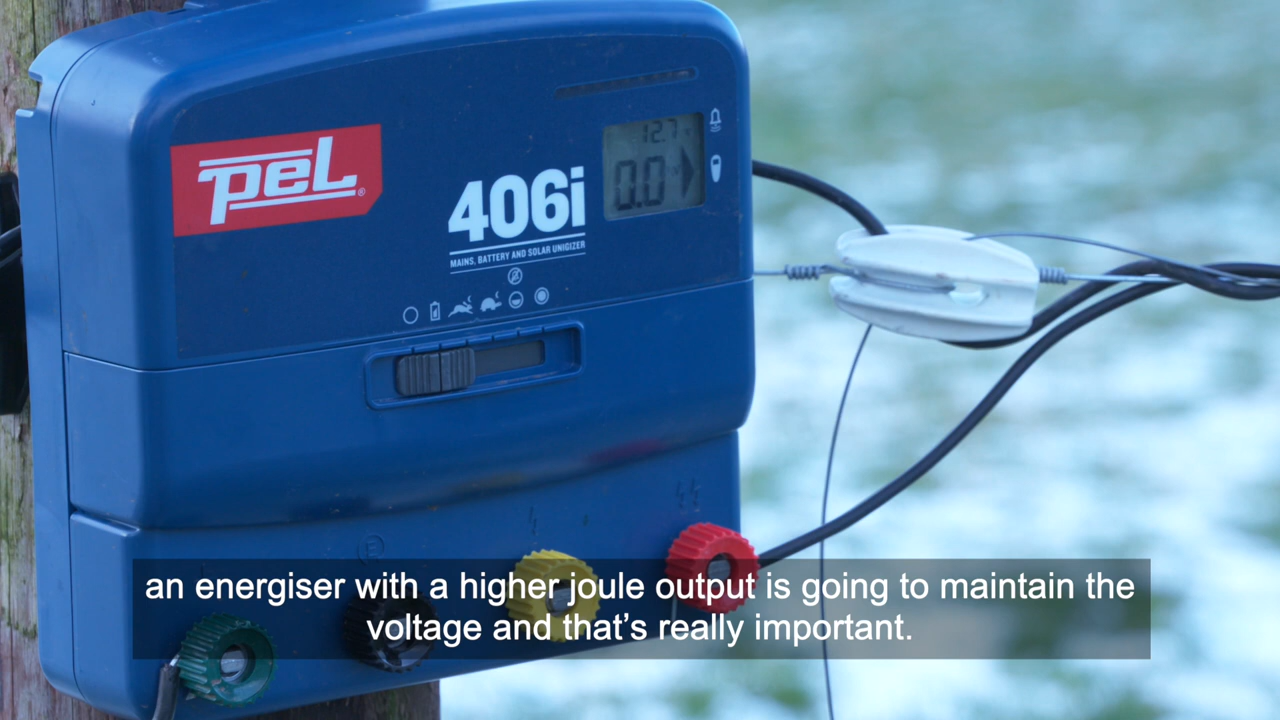 PEL®
406i
MAINS, BATTERY AND SOLAR UNIGIZER
12.7
0.0
E
an energiser with a higher joule output is going to maintain the
voltage and that's really important.